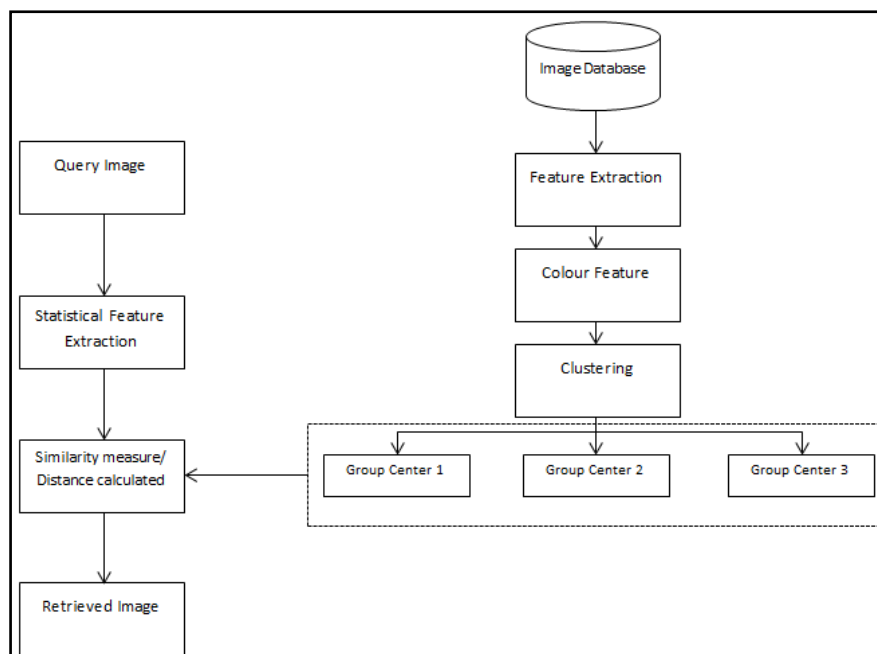 Image Database
Query Image
Feature Extraction
Colour Feature
Statistical Feature
Extraction
Clustering
Similarity measure/
Distance calculated
Group Center 1
Group Center 2
Group Center 3
Retrieved Image